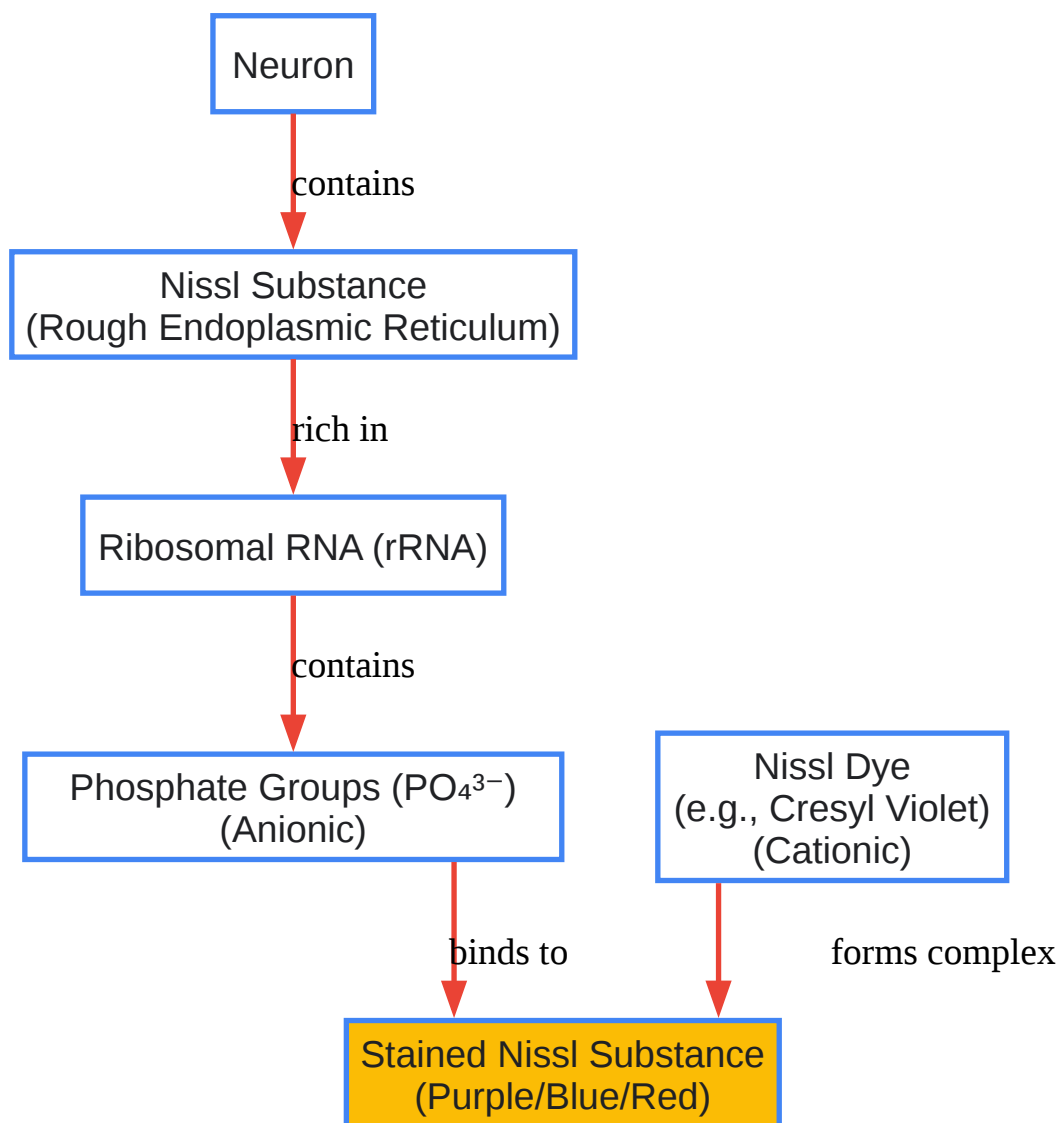 Neuron
contains
Nissl Substance
(Rough Endoplasmic Reticulum)
rich in
Ribosomal RNA (rRNA)
contains
Phosphate Groups (PO₄³⁻)
(Anionic)
Nissl Dye
(e.g., Cresyl Violet)
(Cationic)
binds to
forms complex
Stained Nissl Substance
(Purple/Blue/Red)